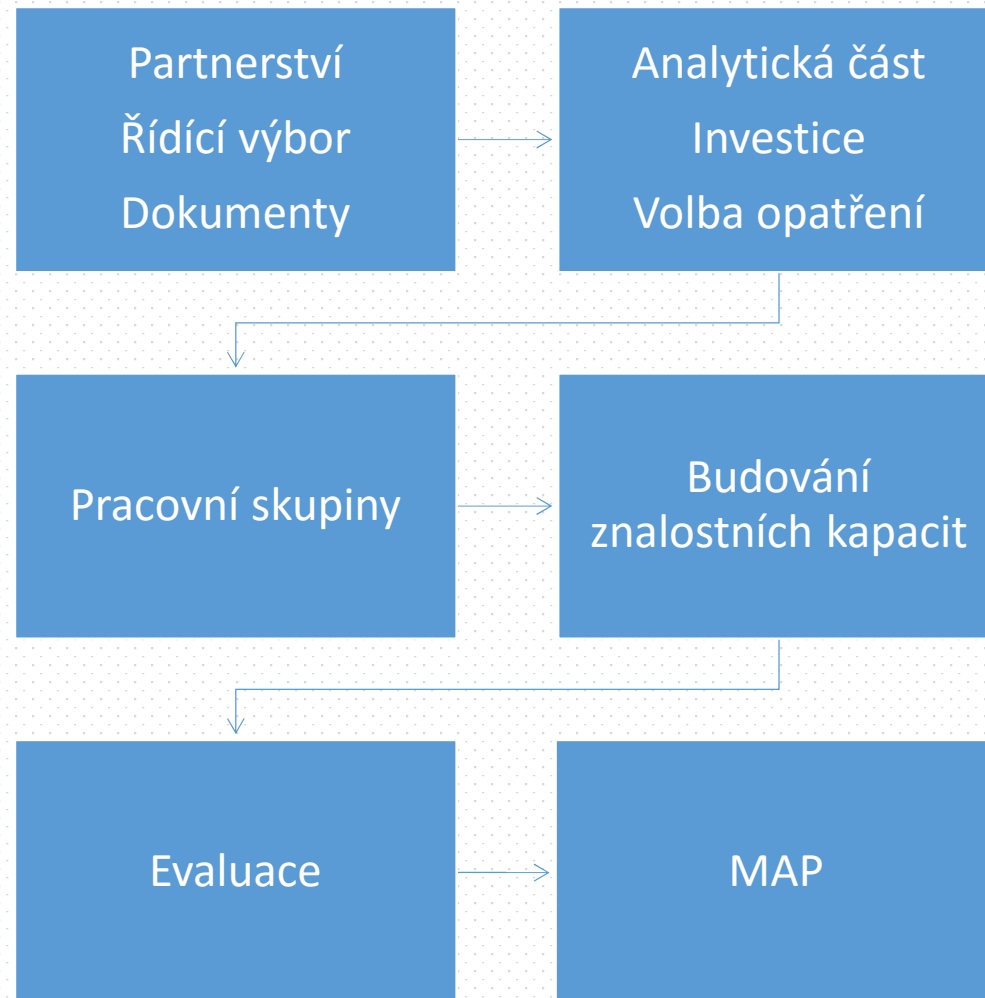 Partnerství
Řídící výbor
Dokumenty
Analytická část
Investice
Volba opatření
Pracovní skupiny
Budování
znalostních kapacit
Evaluace
MAP